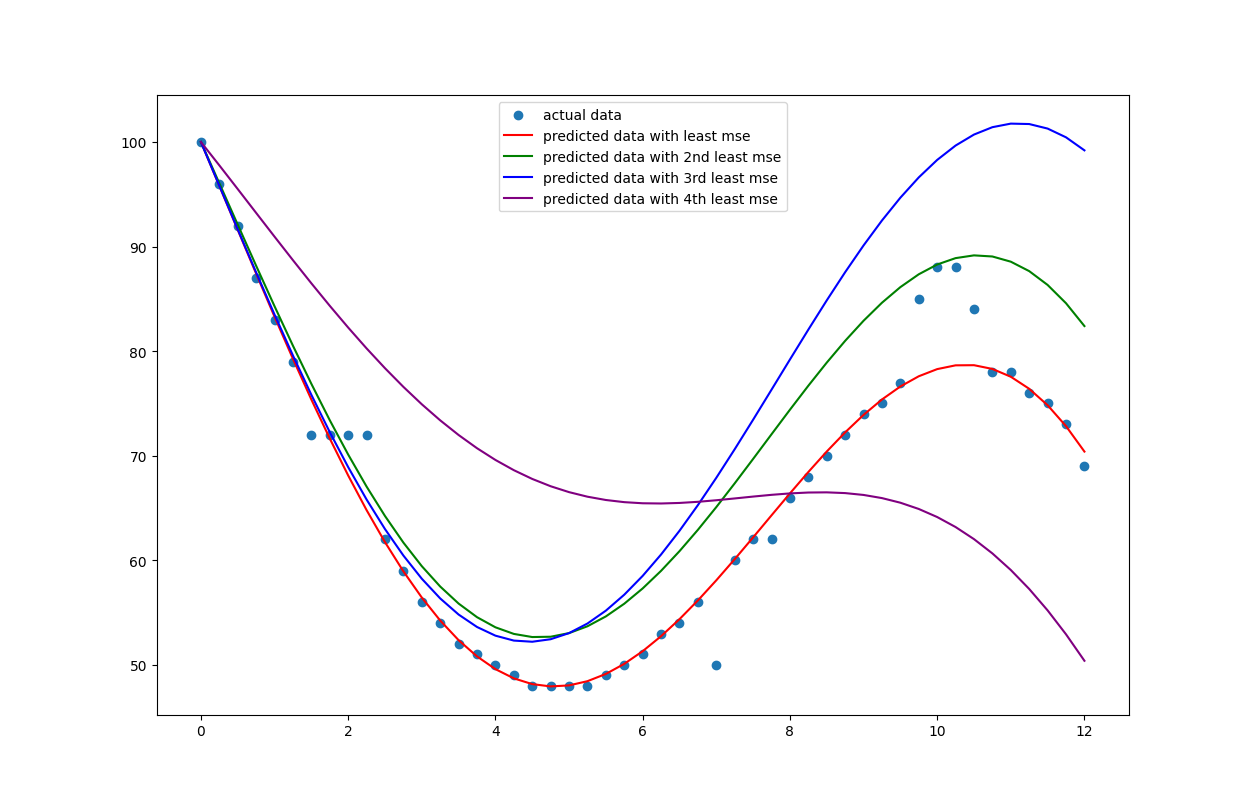 actual data
predicted data with least mse
predicted data with 2nd least mse
predicted data with 3rd least mse
predicted data with 4th least mse
100
90
80
70
60
50
0 2 4 6 8 10 12